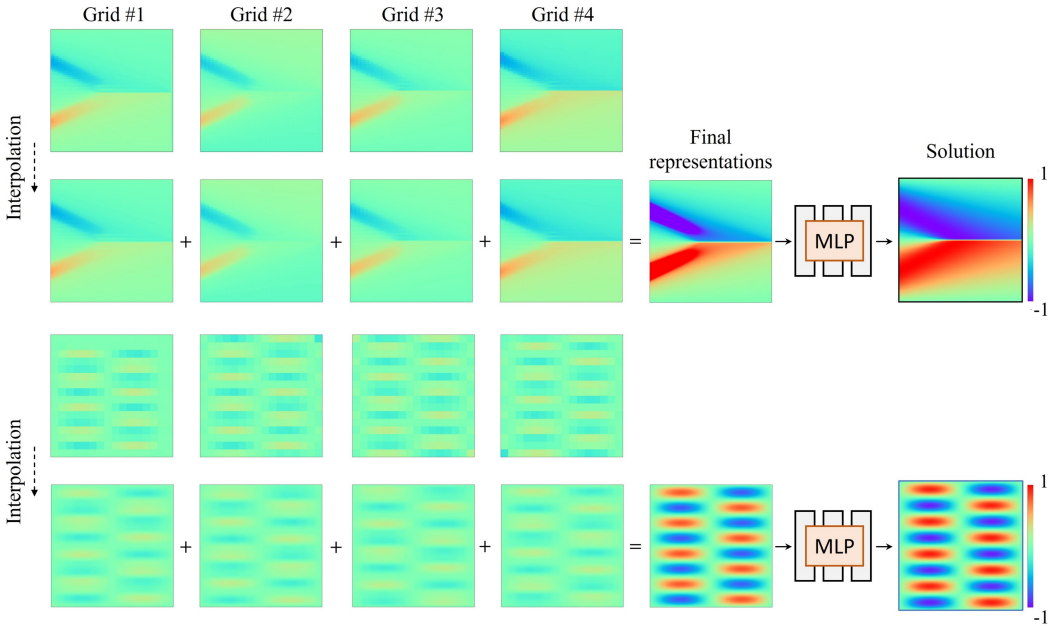 Grid #1 Grid #2 Grid #3 Grid #4
Interpolation
Final
representations
Solution
+ + + =
MLP
1
-1
Interpolation
+ + + =
MLP
1
-1